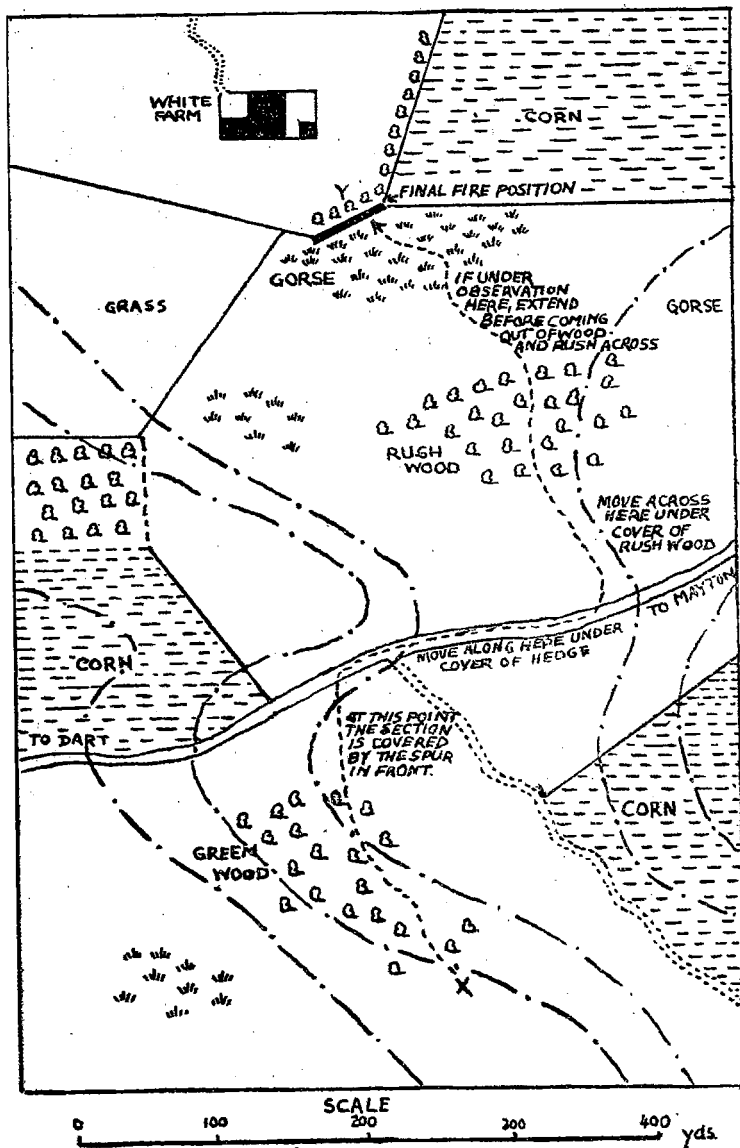 WHITE
FARM
CORN
Y
FINAL FIRE POSITION
GORSE
GRASS
IF UNDER
OBSERVATION
HERE, EXTEND
BEFORE COMING
OUT OF WOOD
AND RUSH ACROSS
GORSE
RUSH
WOOD
MOVE ACROSS
HERE UNDER
COVER OF
RUSH WOOD
TO MAYTON
MOVE ALONG HERE UNDER
COVER OF HEDGE
CORN
TO DART
AT THIS POINT
THE SECTION
IS COVERED
BY THE SPUR
IN FRONT.
CORN
GREEM
WOOD
X
SCALE
0 100 200 300 400 yds.